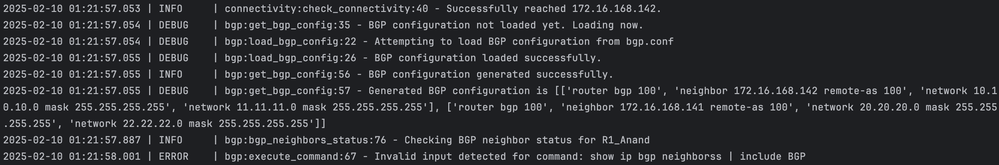 2025-02-10 01:21:57.053 | INFO     | connectivity:check_connectivity:40 - Successfully reached 172.16.168.142.
2025-02-10 01:21:57.054 | DEBUG    | bgp:get_bgp_config:35 - BGP configuration not loaded yet. Loading now.
2025-02-10 01:21:57.054 | DEBUG    | bgp:load_bgp_config:22 - Attempting to load BGP configuration from bgp.conf
2025-02-10 01:21:57.055 | DEBUG    | bgp:load_bgp_config:26 - BGP configuration loaded successfully.
2025-02-10 01:21:57.055 | INFO     | bgp:get_bgp_config:56 - BGP configuration generated successfully.
2025-02-10 01:21:57.055 | DEBUG    | bgp:get_bgp_config:57 - Generated BGP configuration is [['router bgp 100', 'neighbor 172.16.168.142 remote-as 100', 'network 10.1
0.10.0 mask 255.255.255.255', 'network 11.11.11.0 mask 255.255.255.255'], ['router bgp 100', 'neighbor 172.16.168.141 remote-as 100', 'network 20.20.20.0 mask 255.255
.255.255', 'network 22.22.22.0 mask 255.255.255.255']]
2025-02-10 01:21:57.887 | INFO     | bgp:bgp_neighbors_status:76 - Checking BGP neighbor status for R1_Anand
2025-02-10 01:21:58.001 | ERROR    | bgp:execute_command:67 - Invalid input detected for command: show ip bgp neighborss | include BGP